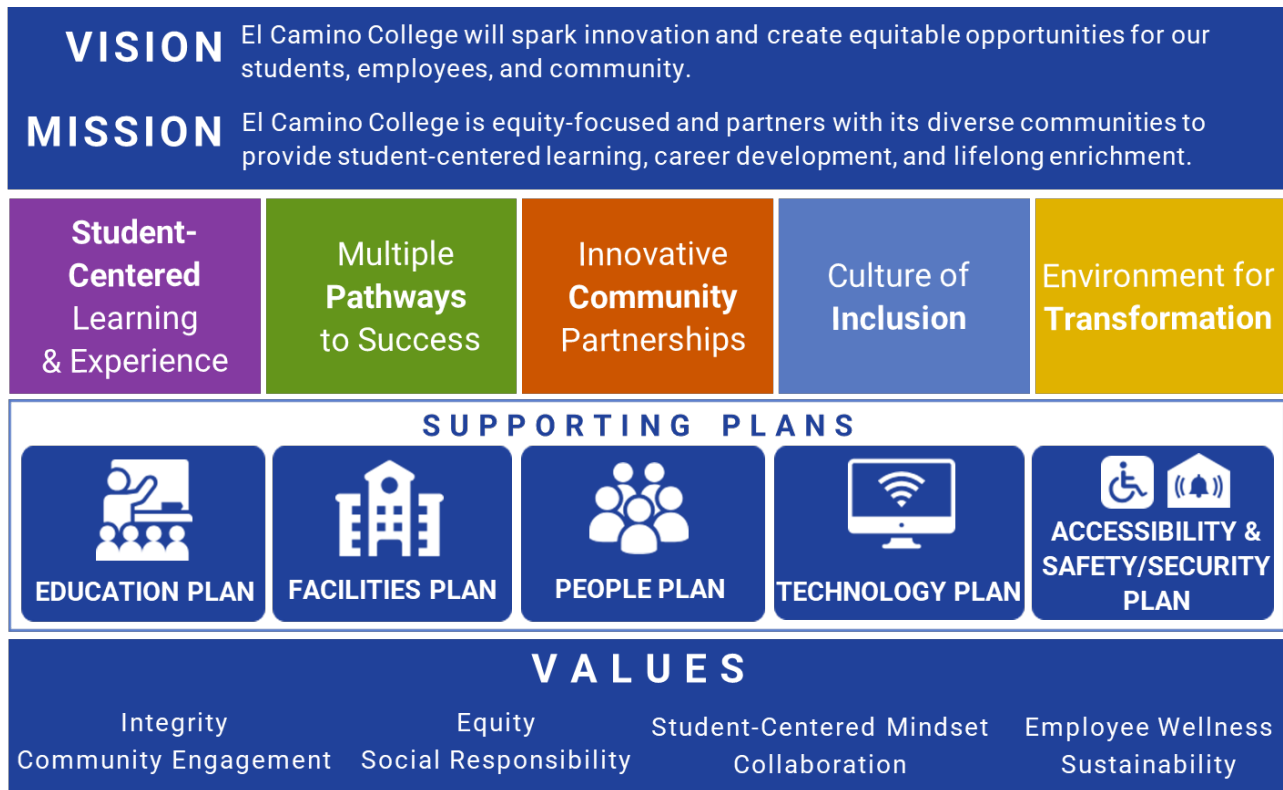 VISION
El Camino College will spark innovation and create equitable opportunities for our
students, employees, and community.
MISSION
El Camino College is equity-focused and partners with its diverse communities to
provide student-centered learning, career development, and lifelong enrichment.
Student-
Centered
Learning
& Experience
Multiple
Pathways
to Success
Innovative
Community
Partnerships
Culture of
Inclusion
Environment for
Transformation
SUPPORTING PLANS
EDUCATION PLAN
FACILITIES PLAN
PEOPLE PLAN
TECHNOLOGY PLAN
ACCESSIBILITY &
SAFETY/SECURITY
PLAN
VALUES
Integrity
Community Engagement
Equity
Social Responsibility
Student-Centered Mindset
Collaboration
Employee Wellness
Sustainability